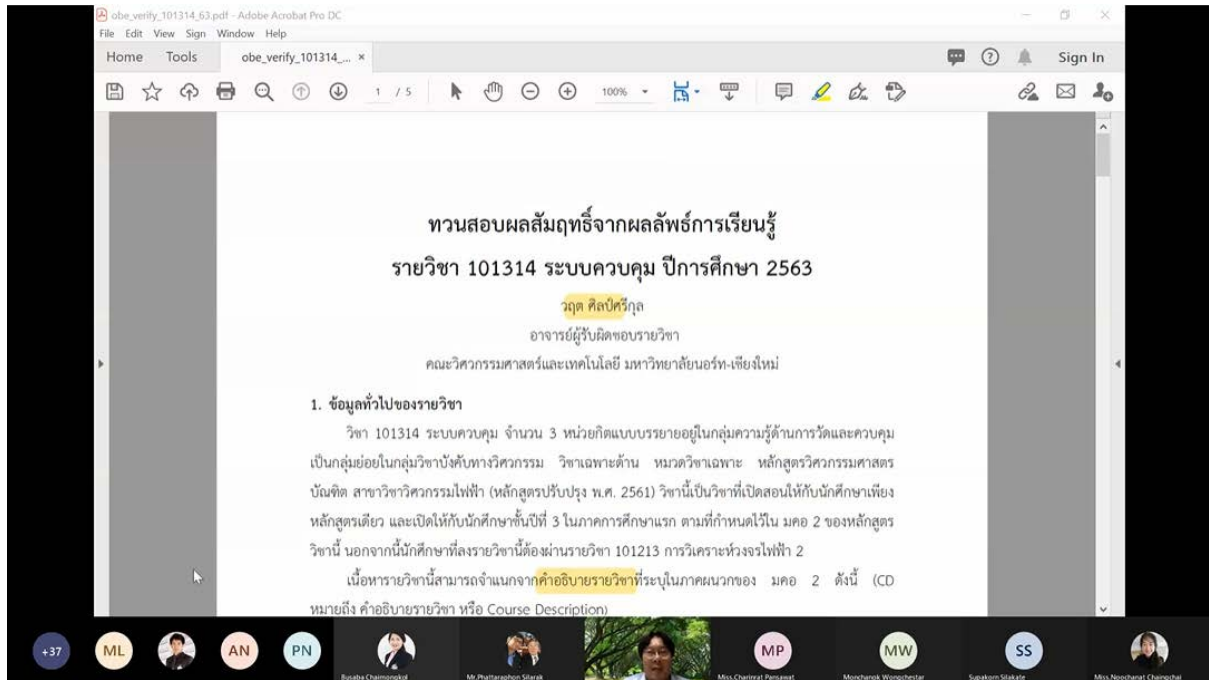 obe_verify_101314_63.pdf - Adobe Acrobat Pro DC
File Edit View Sign Window Help
Home Tools obe_verify_101314_... × Sign In
1 / 5 100%
ทวนสอบผลสัมฤทธิ์จากผลลัพธ์การเรียนรู้
รายวิชา 101314 ระบบควบคุม ปีการศึกษา 2563
วฤต ศิลป์ศรีกุล
อาจารย์ผู้รับผิดชอบรายวิชา
คณะวิศวกรรมศาสตร์และเทคโนโลยี มหาวิทยาลัยนอร์ท-เชียงใหม่
1. ข้อมูลทั่วไปของรายวิชา
วิชา 101314 ระบบควบคุม จำนวน 3 หน่วยกิตแบบบรรยายอยู่ในกลุ่มความรู้ด้านการวัดและควบคุม
เป็นกลุ่มย่อยในกลุ่มวิชาบังคับทางวิศวกรรม วิชาเฉพาะด้าน หมวดวิชาเฉพาะ หลักสูตรวิศวกรรมศาสตร
บัณฑิต สาขาวิชาวิศวกรรมไฟฟ้า (หลักสูตรปรับปรุง พ.ศ. 2561) วิชานี้เป็นวิชาที่เปิดสอนให้กับนักศึกษาเพียง
หลักสูตรเดียว และเปิดให้กับนักศึกษาชั้นปีที่ 3 ในภาคการศึกษาแรก ตามที่กำหนดไว้ใน มคอ 2 ของหลักสูตร
วิชานี้ นอกจากนี้นักศึกษาที่ลงรายวิชานี้ต้องผ่านรายวิชา 101213 การวิเคราะห์วงจรไฟฟ้า 2
เนื้อหารายวิชานี้สามารถจำแนกจากคำอธิบายรายวิชาที่ระบุในภาคผนวกของ มคอ 2 ดังนี้ (CD
หมายถึง คำอธิบายรายวิชา หรือ Course Description)
+37 ML AN PN MP MW SS
Busaba Chaimongkol Mr.Phattaraphon Silarak Miss.Charinrat Pansawat Monchanok Wongchestar Supakorn Silakate Miss.Noochanat Chaingchai